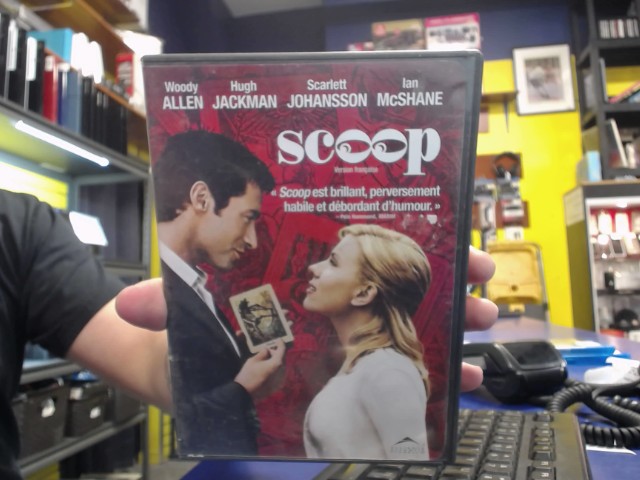 Woody Hugh Scarlett Ian
ALLEN JACKMAN JOHANSSON McSHANE
scoop
Version française
« Scoop est brillant, perversement
habile et débordant d'humour. »